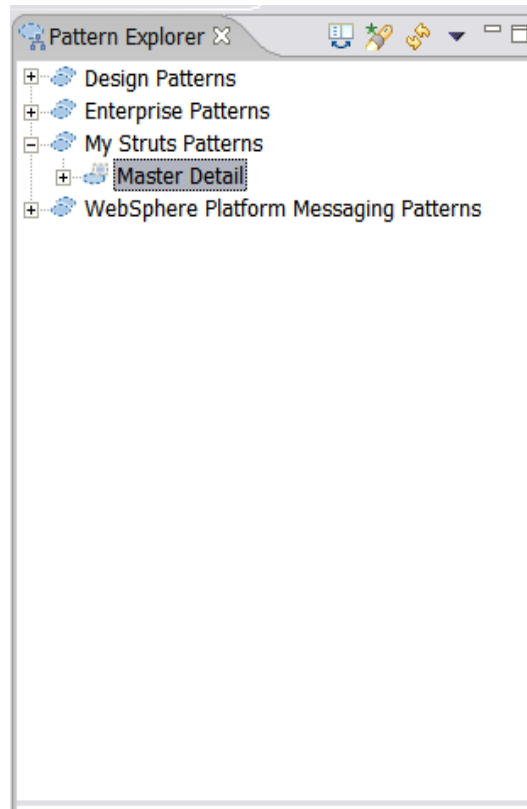 Pattern Explorer
Design Patterns
Enterprise Patterns
My Struts Patterns
Master Detail
WebSphere Platform Messaging Patterns